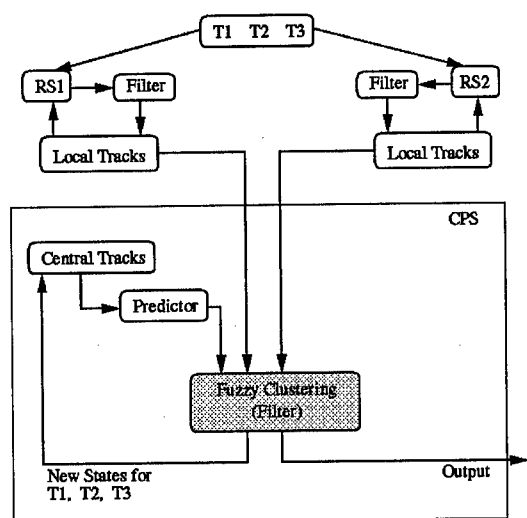 T1 T2 T3
RS1
Filter
Filter
RS2
Local Tracks
Local Tracks
CPS
Central Tracks
Predictor
Fuzzy Clustering
(Filter)
New States for
T1, T2, T3
Output